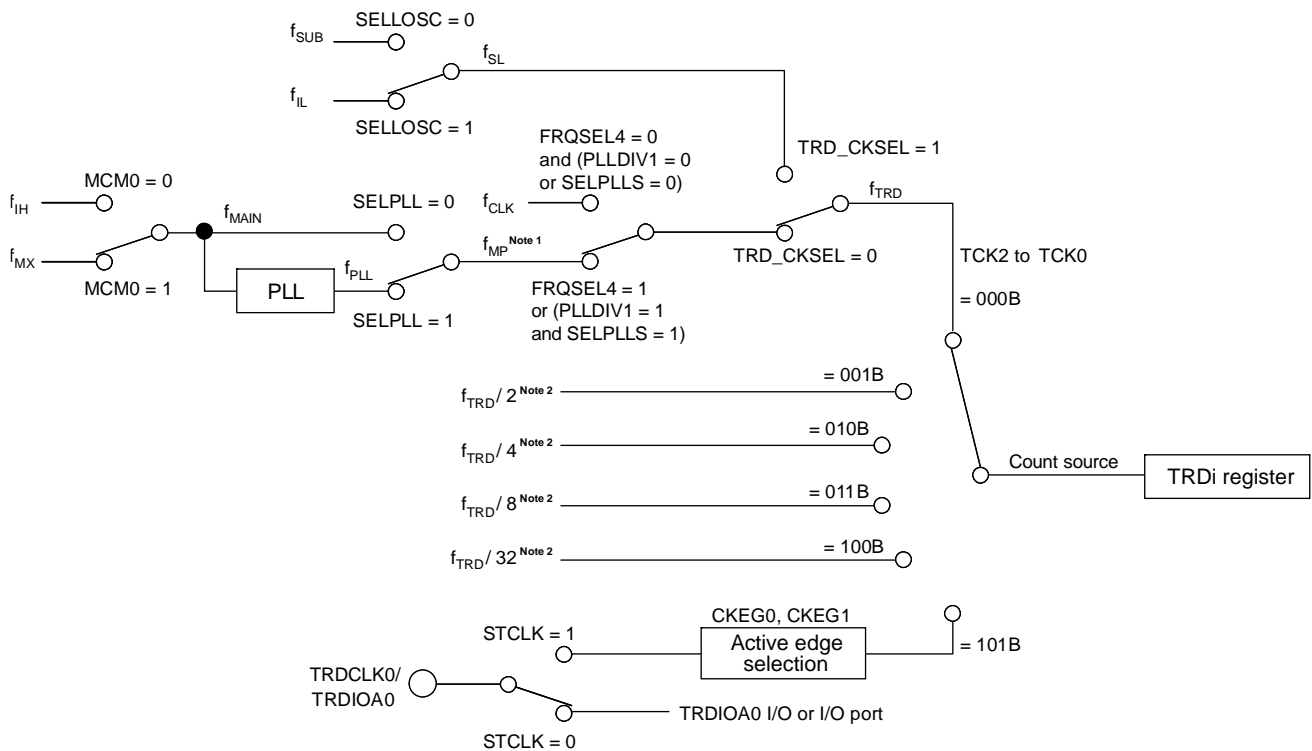 SELLOSC = 0
fSUB
fSL
fIL
SELLOSC = 1
FRQSEL4 = 0
and (PLLDIV1 = 0
or SELPLLS = 0)
TRD_CKSEL = 1
MCM0 = 0
fIH
fMAIN
SELPLL = 0
fCLK
fTRD
fMX
MCM0 = 1
PLL
fPLL
fMP Note 1
SELPLL = 1
TRD_CKSEL = 0
FRQSEL4 = 1
or (PLLDIV1 = 1
and SELPLLS = 1)
TCK2 to TCK0
= 000B
fTRD/ 2 Note 2
= 001B
fTRD/ 4 Note 2
= 010B
fTRD/ 8 Note 2
= 011B
fTRD/ 32 Note 2
= 100B
Count source
TRDi register
CKEG0, CKEG1
STCLK = 1
Active edge
selection
= 101B
TRDCLK0/
TRDIOA0
TRDIOA0 I/O or I/O port
STCLK = 0